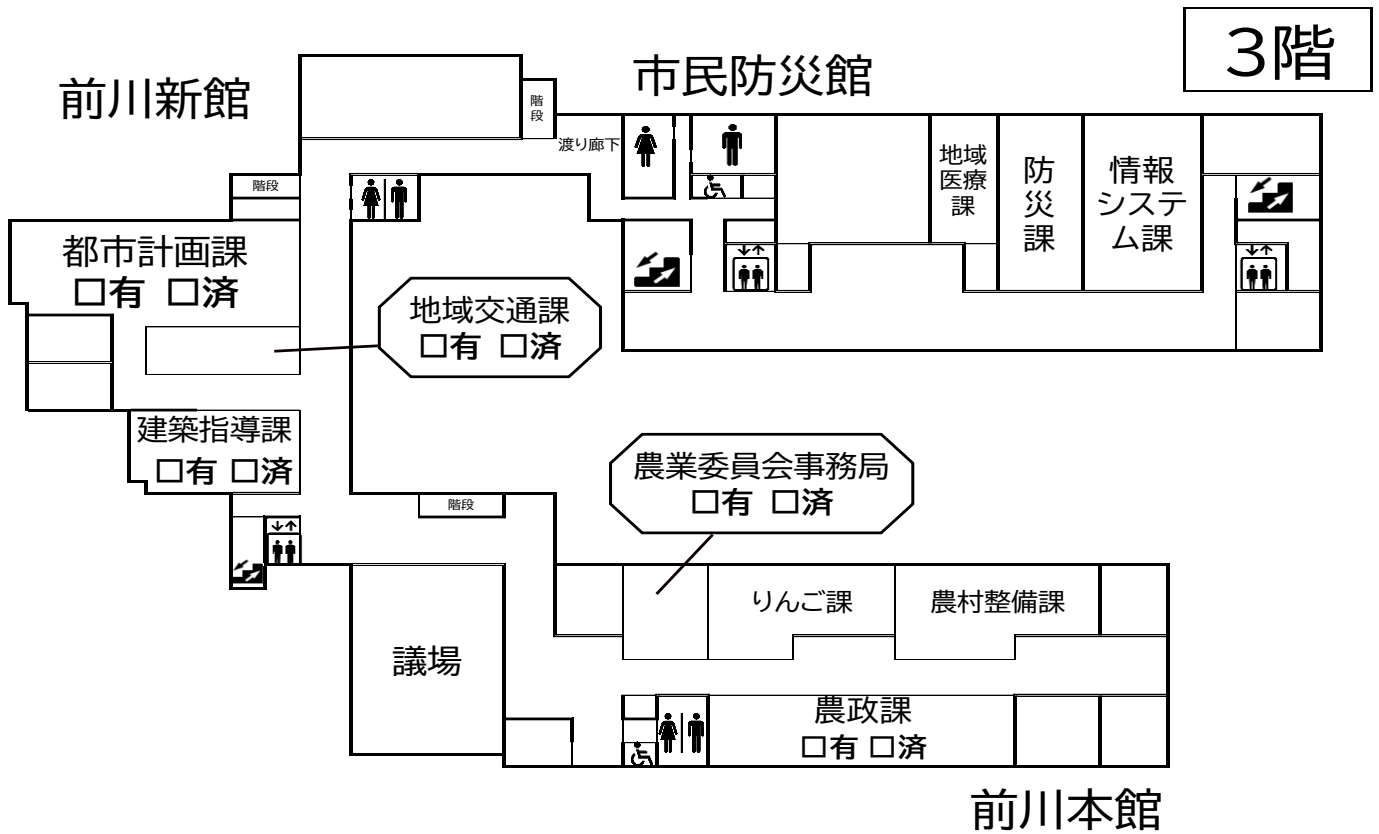 3階
前川新館
市民防災館
階段
渡り廊下
階段
地域
医療
課
防
災
課
情報
システ
ム課
都市計画課
□有 □済
地域交通課
□有 □済
建築指導課
□有 □済
農業委員会事務局
□有 □済
階段
りんご課
農村整備課
議場
農政課
□有 □済
前川本館